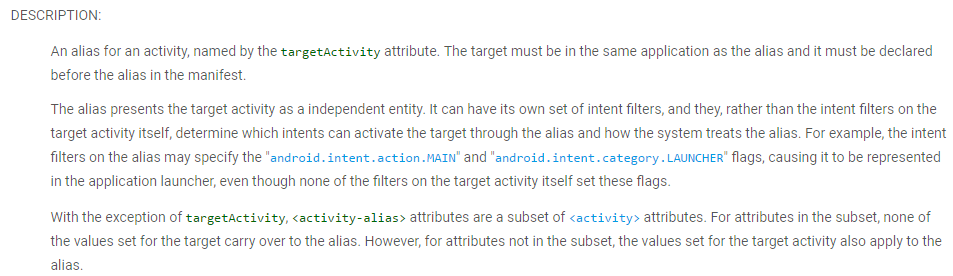 DESCRIPTION:
An alias for an activity, named by the targetActivity attribute. The target must be in the same application as the alias and it must be declared
before the alias in the manifest.
The alias presents the target activity as a independent entity. It can have its own set of intent filters, and they, rather than the intent filters on the
target activity itself, determine which intents can activate the target through the alias and how the system treats the alias. For example, the intent
filters on the alias may specify the "android.intent.action.MAIN" and "android.intent.category.LAUNCHER" flags, causing it to be represented
in the application launcher, even though none of the filters on the target activity itself set these flags.
With the exception of targetActivity, <activity-alias> attributes are a subset of <activity> attributes. For attributes in the subset, none of
the values set for the target carry over to the alias. However, for attributes not in the subset, the values set for the target activity also apply to the
alias.